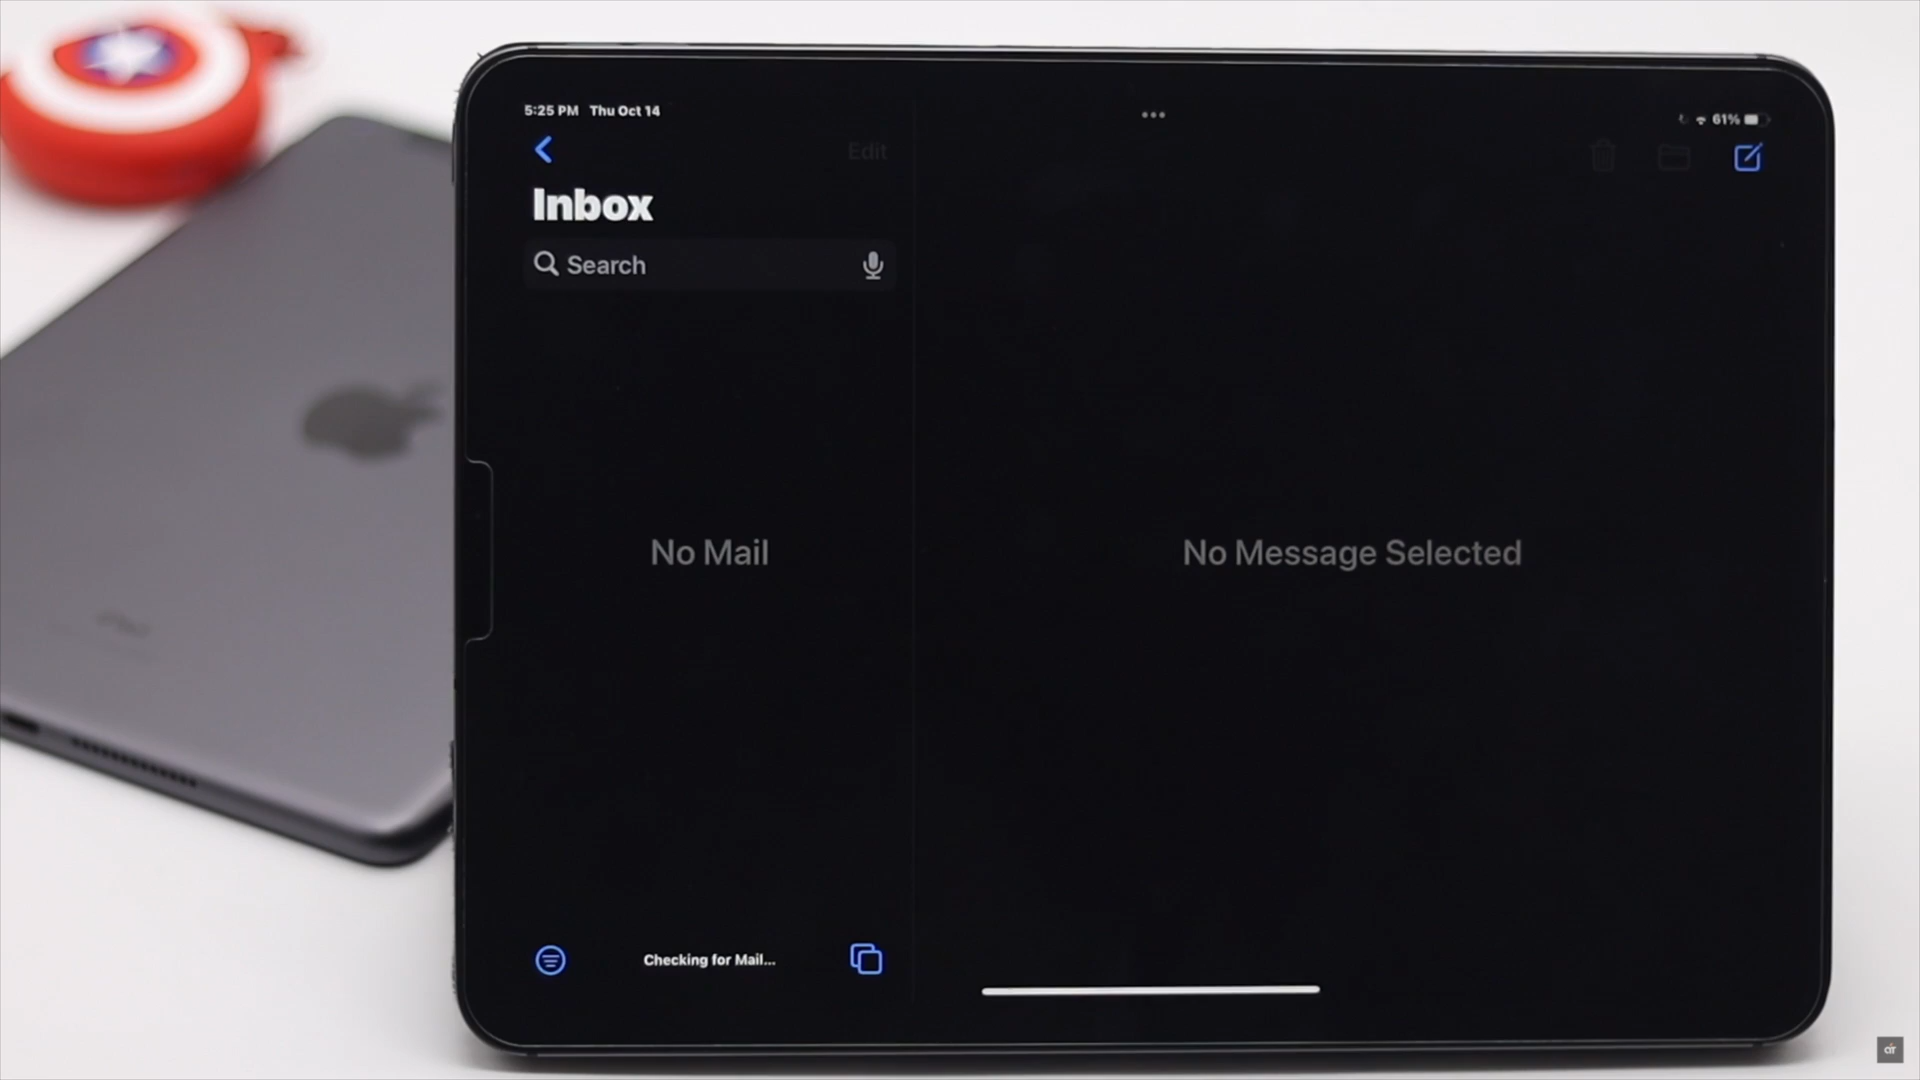 5:25 PM Thu Oct 14
61%
Edit
Inbox
Search
No Mail
No Message Selected
Checking for Mail...